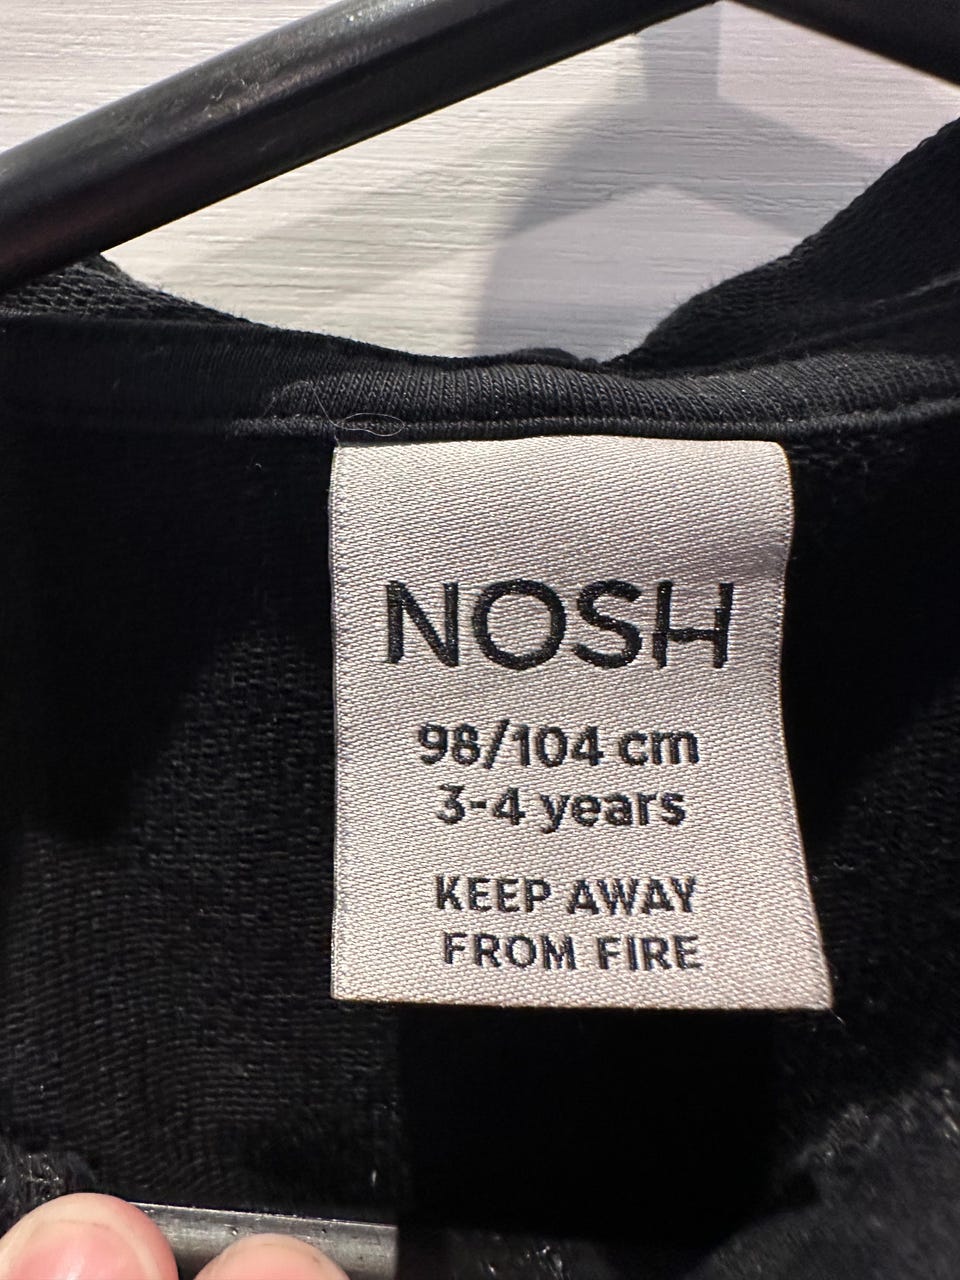 NOSH
98/104 cm
3-4 years
KEEP AWAY
FROM FIRE